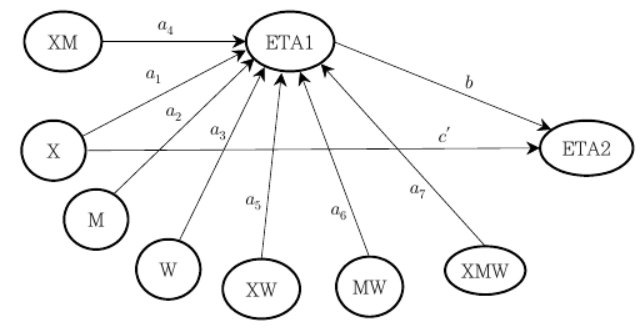 a₄
XM
ETA1
a₁
b
a₂
a₃
c′
X
ETA2
a₅
a₆
a₇
M
W
XW
MW
XMW